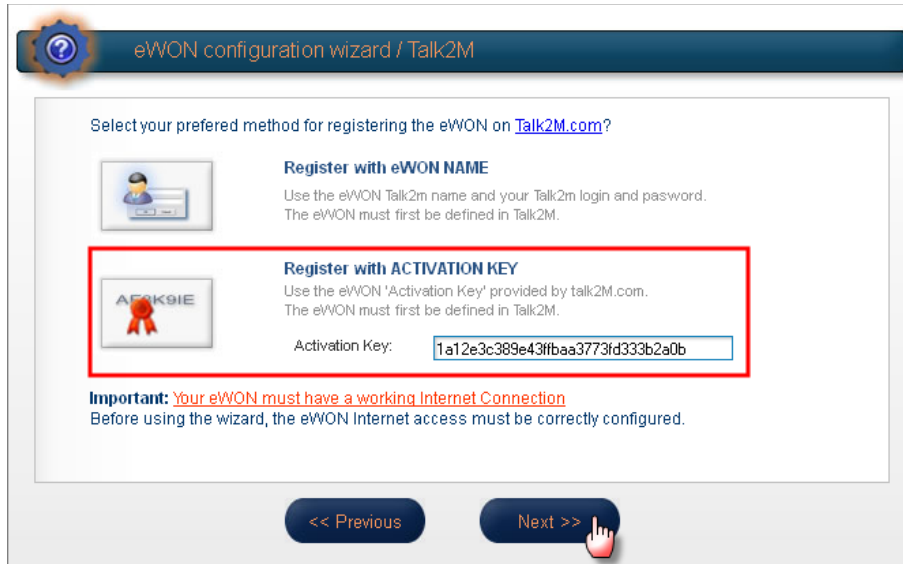 eWON configuration wizard / Talk2M
Select your prefered method for registering the eWON on Talk2M.com?
Register with eWON NAME
Use the eWON Talk2m name and your Talk2m login and password.
The eWON must first be defined in Talk2M.
Register with ACTIVATION KEY
Use the eWON 'Activation Key' provided by talk2M.com.
The eWON must first be defined in Talk2M.
Activation Key: 1a12e3c389e43ffbaa3773fd333b2a0b
Important: Your eWON must have a working Internet Connection
Before using the wizard, the eWON Internet access must be correctly configured.
<< Previous
Next >>